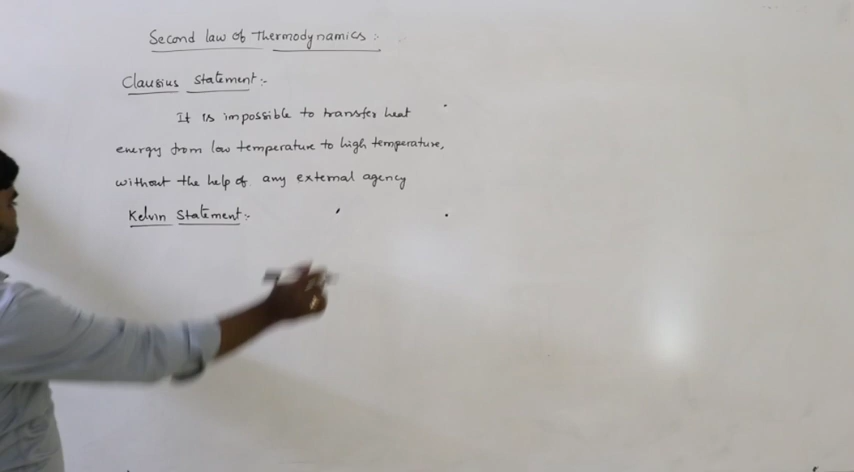 Second law of Thermodynamics :-
Clausius Statement :-
It is impossible to transfer heat
energy from low temperature to high temperature,
without the help of any external agency
Kelvin Statement :-